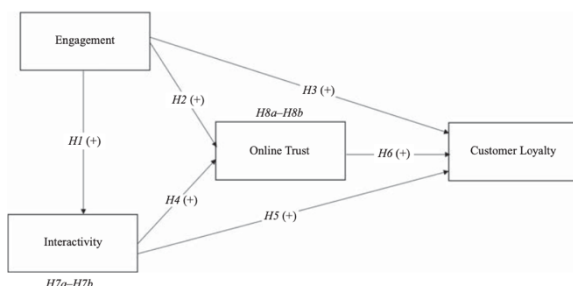 Engagement
H3 (+)
H2 (+)
H8a–H8b
H1 (+)
Online Trust
H6 (+)
Customer Loyalty
H4 (+)
H5 (+)
Interactivity
H7a–H7b